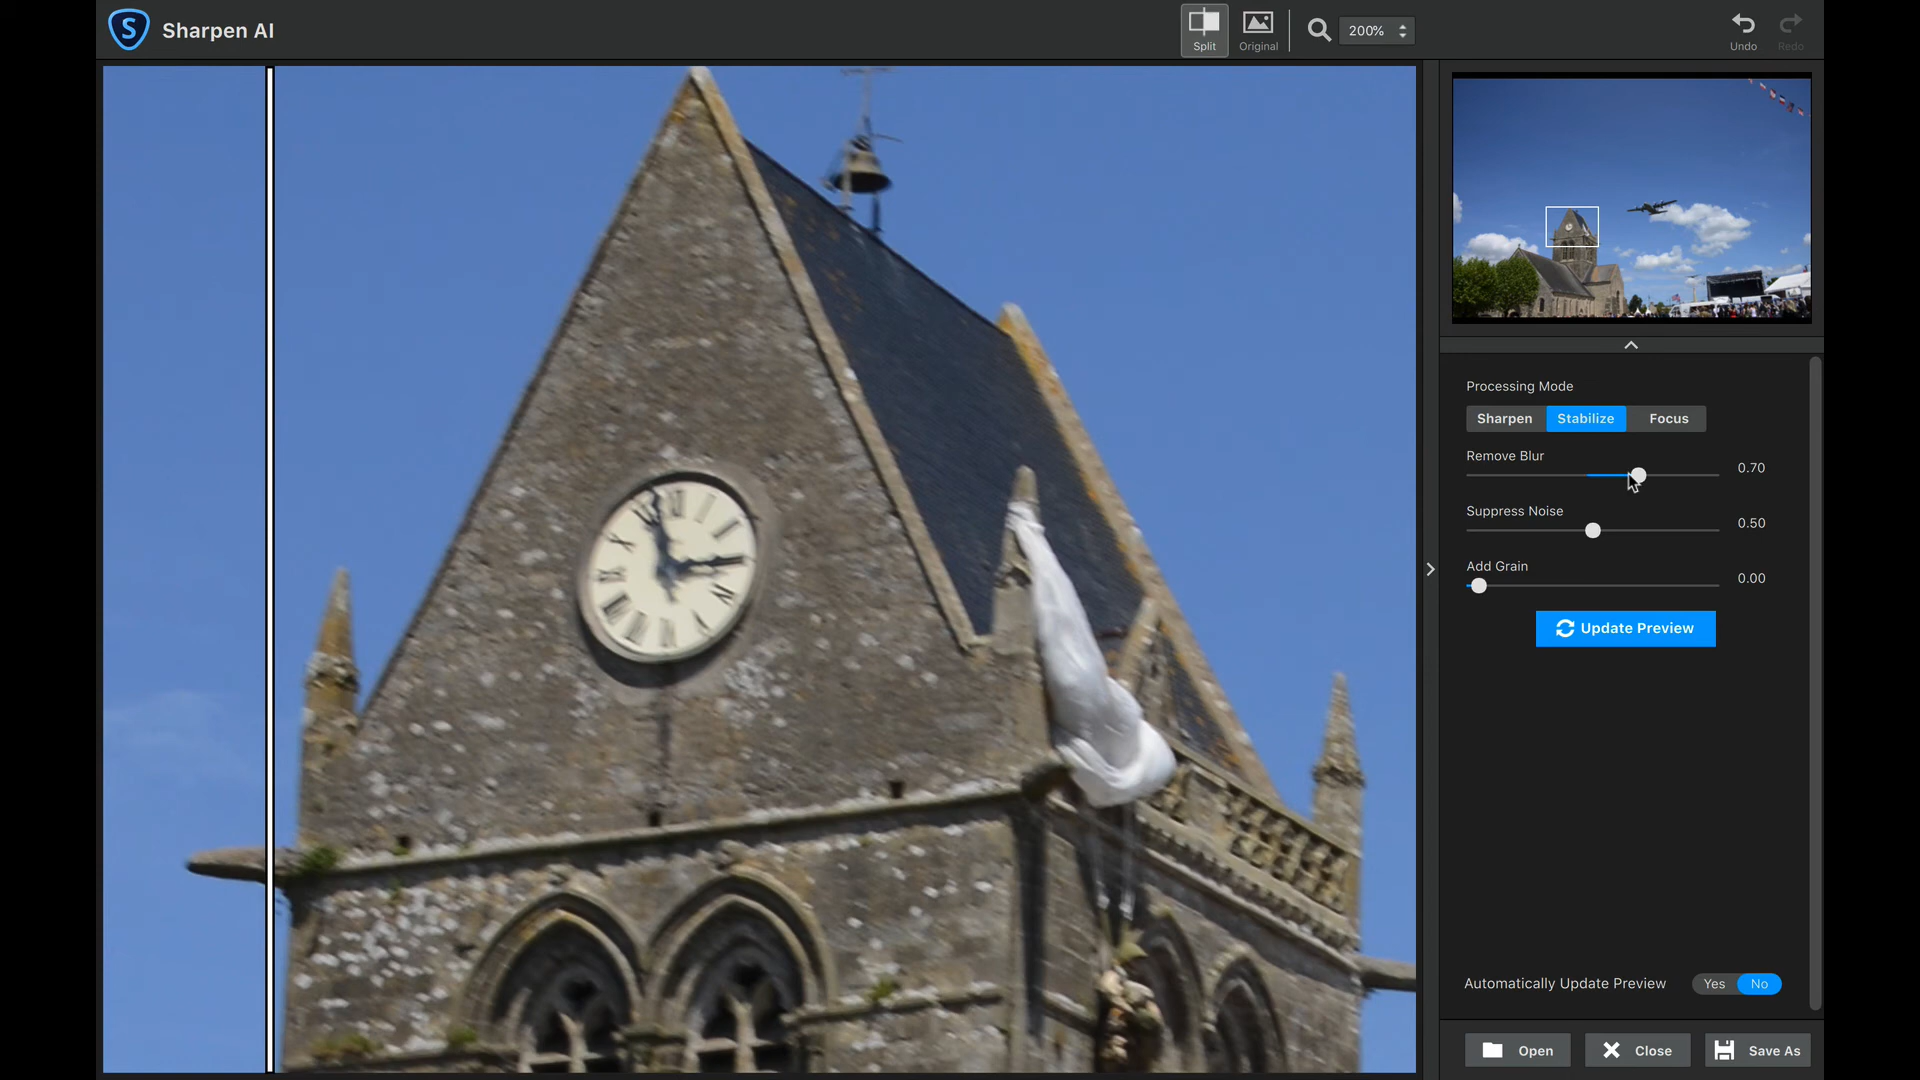 S Sharpen AI
Split
Original
200%
Undo
Redo
Processing Mode
Sharpen Stabilize Focus
Remove Blur 0.70
Suppress Noise 0.50
Add Grain 0.00
Update Preview
Automatically Update Preview Yes No
Open Close Save As